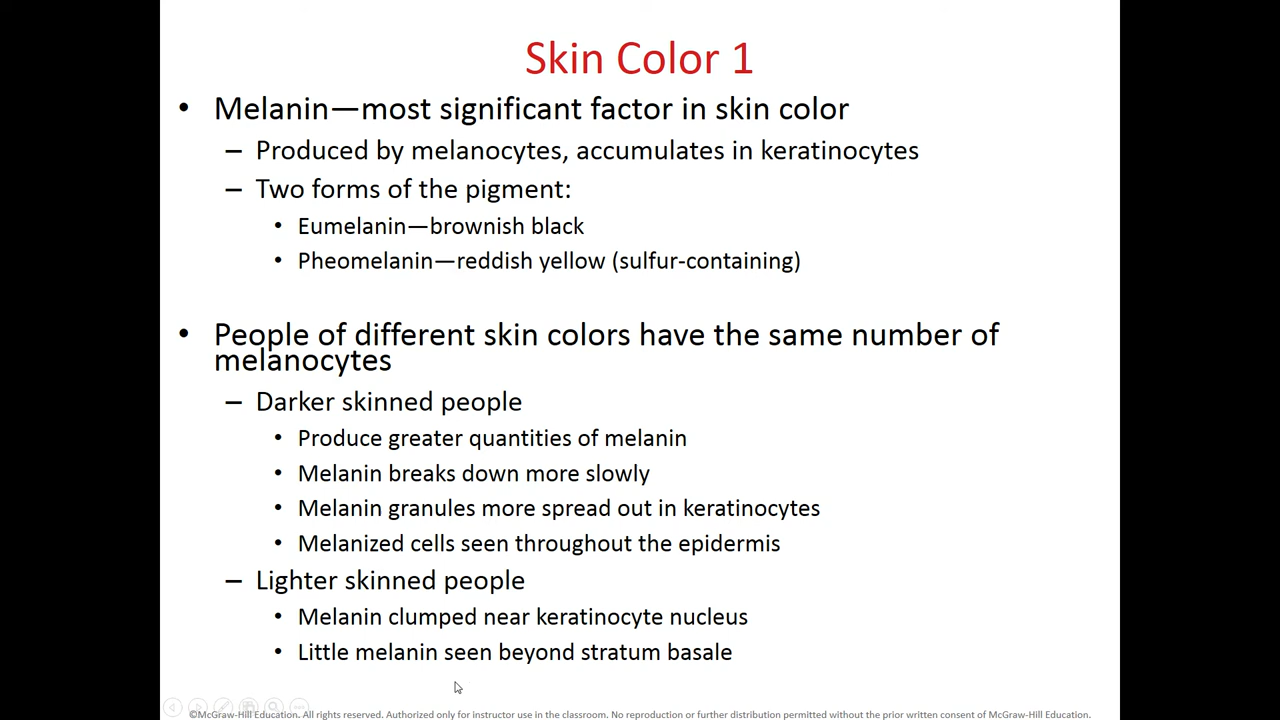 Skin Color 1
• Melanin—most significant factor in skin color
– Produced by melanocytes, accumulates in keratinocytes
– Two forms of the pigment:
• Eumelanin—brownish black
• Pheomelanin—reddish yellow (sulfur-containing)
• People of different skin colors have the same number of
melanocytes
– Darker skinned people
• Produce greater quantities of melanin
• Melanin breaks down more slowly
• Melanin granules more spread out in keratinocytes
• Melanized cells seen throughout the epidermis
– Lighter skinned people
• Melanin clumped near keratinocyte nucleus
• Little melanin seen beyond stratum basale
©McGraw-Hill Education. All rights reserved. Authorized only for instructor use in the classroom. No reproduction or further distribution permitted without the prior written consent of McGraw-Hill Education.